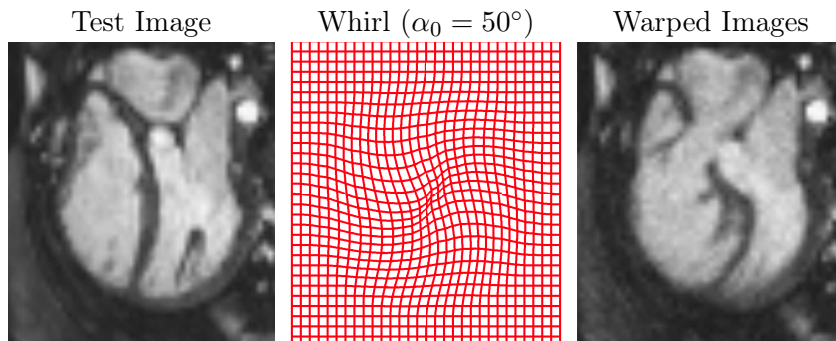 Test Image
Whirl (α₀ = 50°)
Warped Images